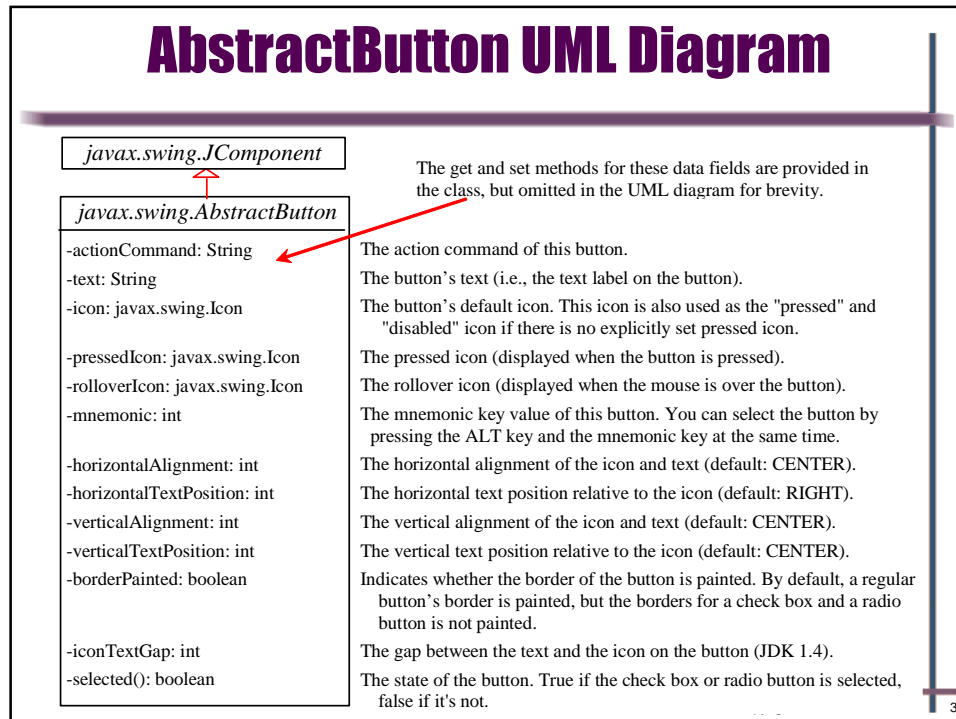 AbstractButton UML Diagram
javax.swing.JComponent
The get and set methods for these data fields are provided in
the class, but omitted in the UML diagram for brevity.
javax.swing.AbstractButton
-actionCommand: String The action command of this button.
-text: String The button’s text (i.e., the text label on the button).
-icon: javax.swing.Icon The button’s default icon. This icon is also used as the "pressed" and
"disabled" icon if there is no explicitly set pressed icon.
-pressedIcon: javax.swing.Icon The pressed icon (displayed when the button is pressed).
-rolloverIcon: javax.swing.Icon The rollover icon (displayed when the mouse is over the button).
-mnemonic: int The mnemonic key value of this button. You can select the button by
pressing the ALT key and the mnemonic key at the same time.
-horizontalAlignment: int The horizontal alignment of the icon and text (default: CENTER).
-horizontalTextPosition: int The horizontal text position relative to the icon (default: RIGHT).
-verticalAlignment: int The vertical alignment of the icon and text (default: CENTER).
-verticalTextPosition: int The vertical text position relative to the icon (default: CENTER).
-borderPainted: boolean Indicates whether the border of the button is painted. By default, a regular
button’s border is painted, but the borders for a check box and a radio
button is not painted.
-iconTextGap: int The gap between the text and the icon on the button (JDK 1.4).
-selected(): boolean The state of the button. True if the check box or radio button is selected,
false if it's not.
3